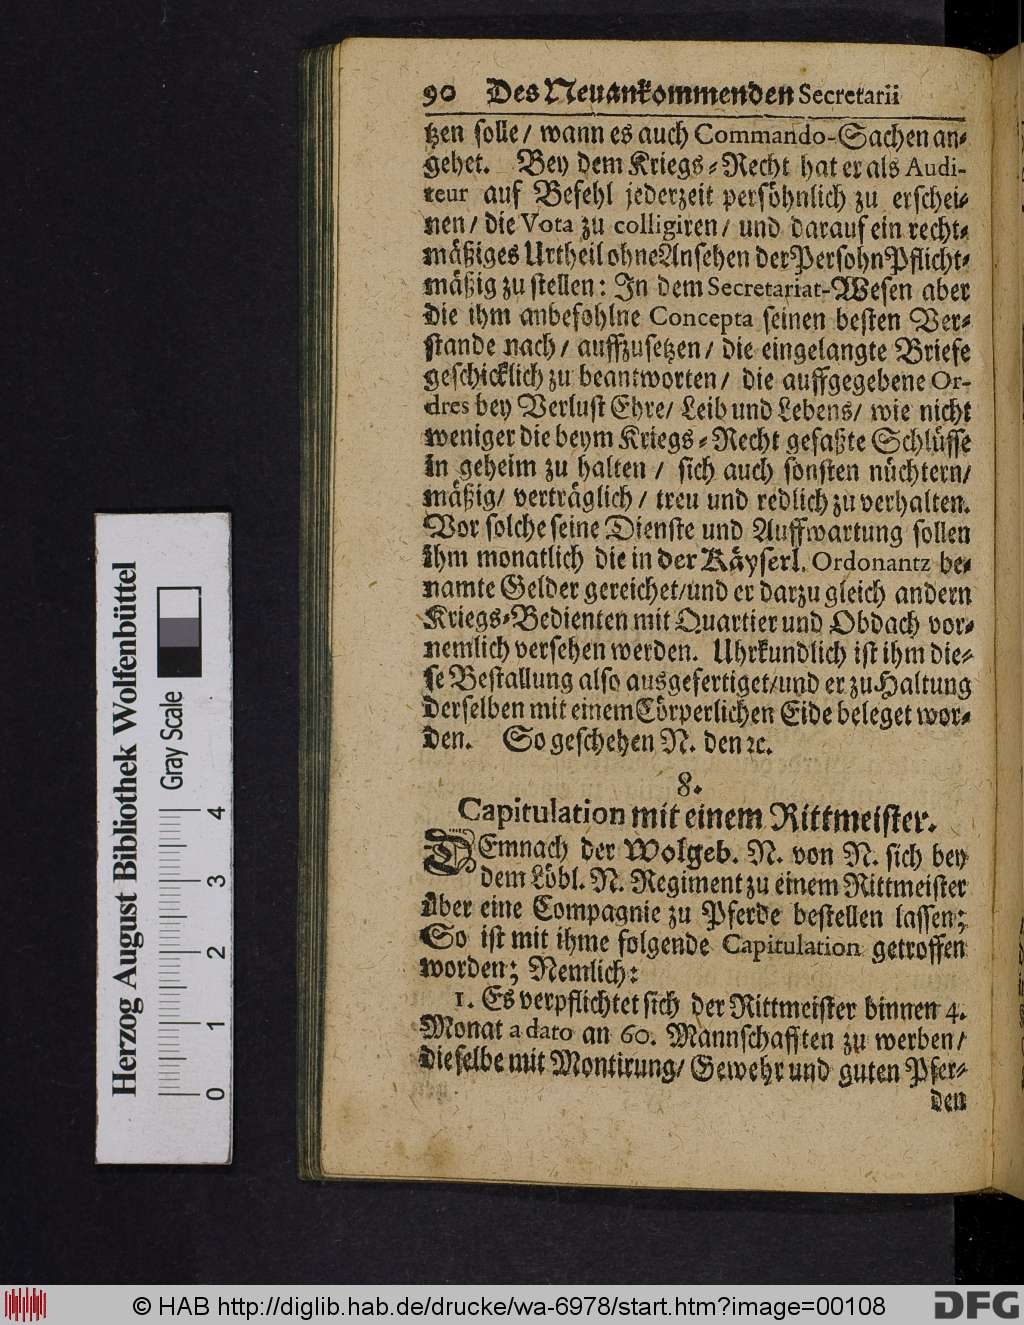 90 Des Neuankommenden Secretarii
tzen solle / wann es auch Commando-Sachen an-
gehet. Bey dem Kriegs-Recht hat er als Audi-
teur auf Befehl jederzeit persöhnlich zu erschei-
nen / die Vota zu colligiren / und darauf ein recht-
mäßiges Urtheil ohne Ansehen der Persohn Pflicht-
mäßig zu stellen: In dem Secretariat-Wesen aber
die ihm anbefohlne Concepta seinen besten Ver-
stande nach / auffzusetzen / die eingelangte Briefe
geschicklich zu beantworten / die auffgegebene Or-
dres bey Verlust Ehre / Leib und Lebens / wie nicht
weniger die beym Kriegs-Recht gefaßte Schlüsse
in geheim zu halten / sich auch sonsten nüchtern /
mäßig / verträglich / treu und redlich zu verhalten.
Vor solche seine Dienste und Auffwartung sollen
ihm monatlich die in der Käyserl. Ordonantz be-
namte Gelder gereichet / und er darzu gleich andern
Kriegs-Bedienten mit Quartier und Obdach vor-
nemlich versehen werden. Uhrkundlich ist ihm die-
se Bestallung also ausgefertiget / und er zu Haltung
derselben mit einem Cörperlichen Eide beleget wor-
den. So geschehen N. den ꝛc.
8.
Capitulation mit einem Rittmeister.
DEmnach der Wolgeb. N. von N. sich bey
dem Löbl. N. Regiment zu einem Rittmeister
über eine Compagnie zu Pferde bestellen lassen;
So ist mit ihme folgende Capitulation getroffen
worden; Nemlich:
1. Es verpflichtet sich der Rittmeister binnen 4.
Monat a dato an 60. Mannschafften zu werben /
dieselbe mit Montirung / Gewehr und guten Pfer-
den
Herzog August Bibliothek Wolfenbüttel
Gray Scale
0 1 2 3 4
© HAB http://diglib.hab.de/drucke/wa-6978/start.htm?image=00108
DFG